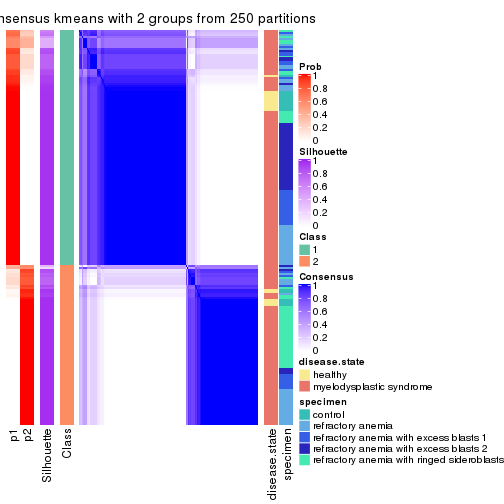 nsensus kmeans with 2 groups from 250 partitions
Prob
1
0.8
0.6
0.4
0.2
0
Silhouette
1
0.8
0.6
0.4
0.2
0
Class
1
2
Consensus
1
0.8
0.6
0.4
0.2
0
disease.state
healthy
myelodysplastic syndrome
specimen
control
refractory anemia
refractory anemia with excess blasts 1
refractory anemia with excess blasts 2
refractory anemia with ringed sideroblasts
p1
p2
Silhouette
Class
disease.state
specimen